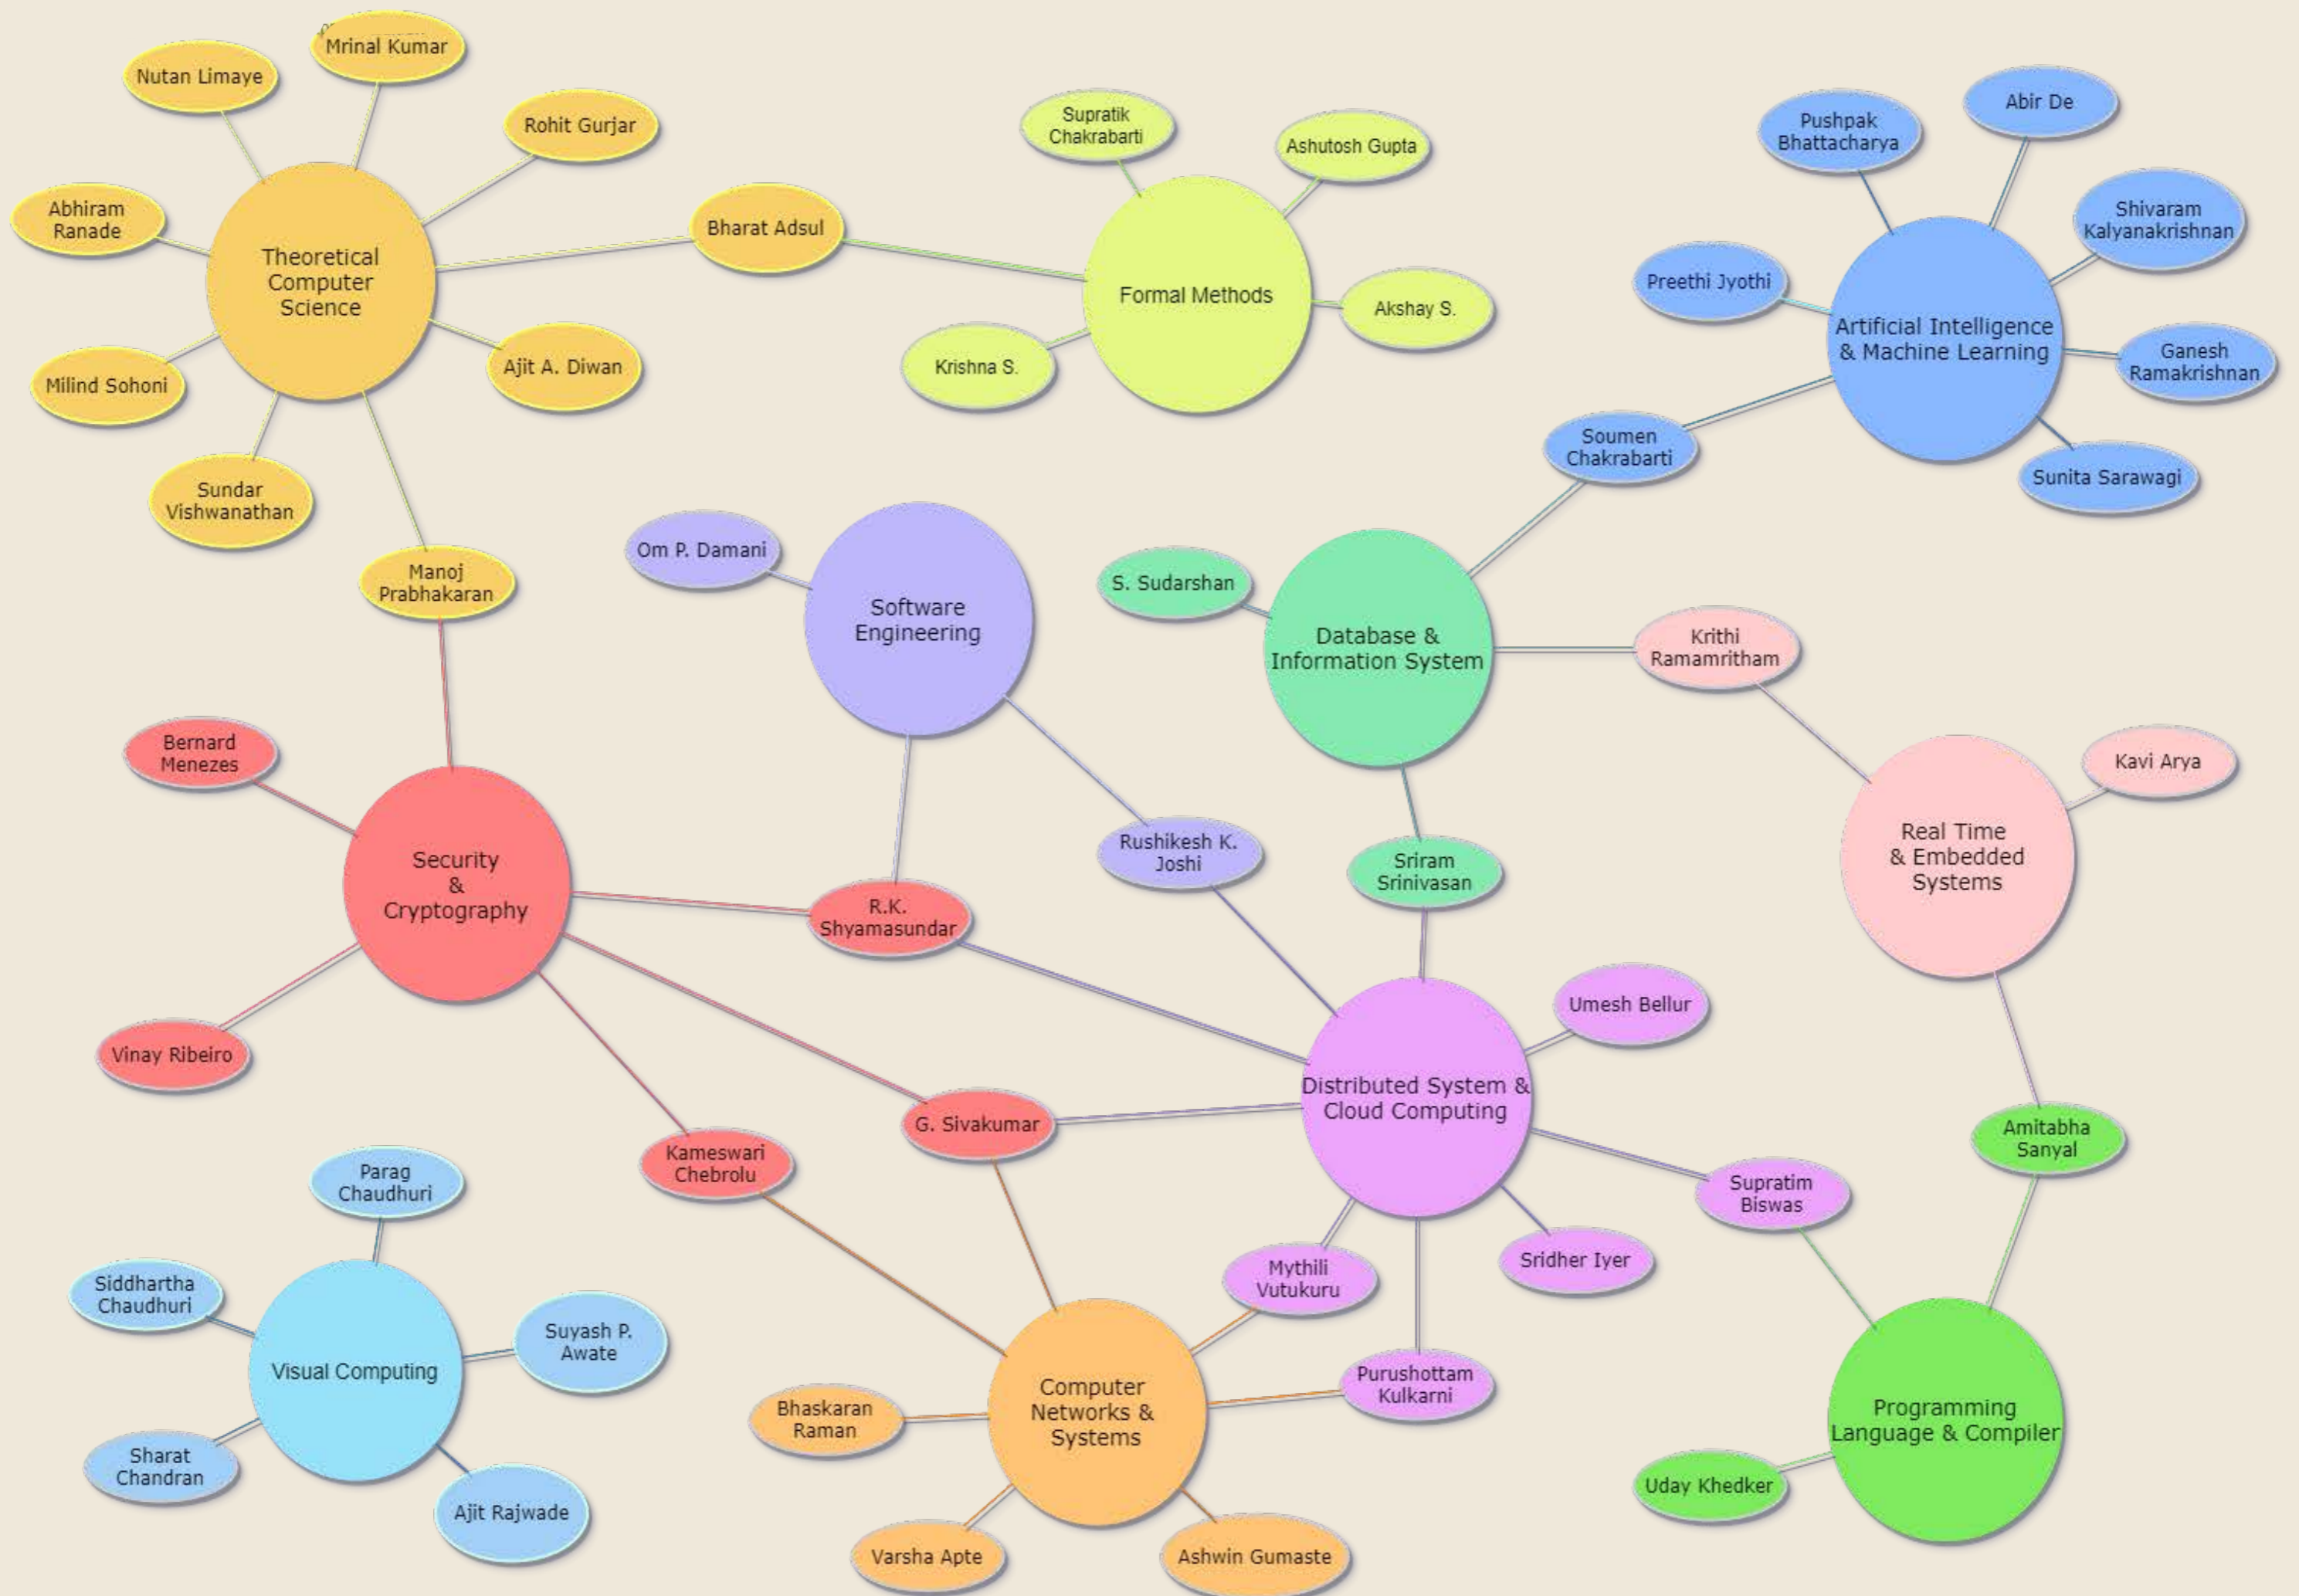 Mrinal Kumar
Nutan Limaye
Rohit Gurjar
Abhiram
Ranade
Theoretical
Computer
Science
Bharat Adsul
Milind Sohoni
Ajit A. Diwan
Sundar
Vishwanathan
Manoj
Prabhakaran
Supratik
Chakrabarti
Ashutosh Gupta
Formal Methods
Akshay S.
Krishna S.
Pushpak
Bhattacharya
Abir De
Shivaram
Kalyanakrishnan
Preethi Jyothi
Artificial Intelligence
& Machine Learning
Ganesh
Ramakrishnan
Soumen
Chakrabarti
Sunita Sarawagi
Om P. Damani
Software
Engineering
S. Sudarshan
Database &
Information System
Krithi
Ramamritham
Bernard
Menezes
Security
&
Cryptography
R.K.
Shyamasundar
Rushikesh K.
Joshi
Sriram
Srinivasan
Kavi Arya
Real Time
& Embedded
Systems
Vinay Ribeiro
Umesh Bellur
Distributed System &
Cloud Computing
G. Sivakumar
Kameswari
Chebrolu
Amitabha
Sanyal
Supratim
Biswas
Parag
Chaudhuri
Siddhartha
Chaudhuri
Suyash P.
Awate
Visual Computing
Sharat
Chandran
Ajit Rajwade
Mythili
Vutukuru
Sridher Iyer
Purushottam
Kulkarni
Computer
Networks &
Systems
Bhaskaran
Raman
Varsha Apte
Ashwin Gumaste
Programming
Language & Compiler
Uday Khedker